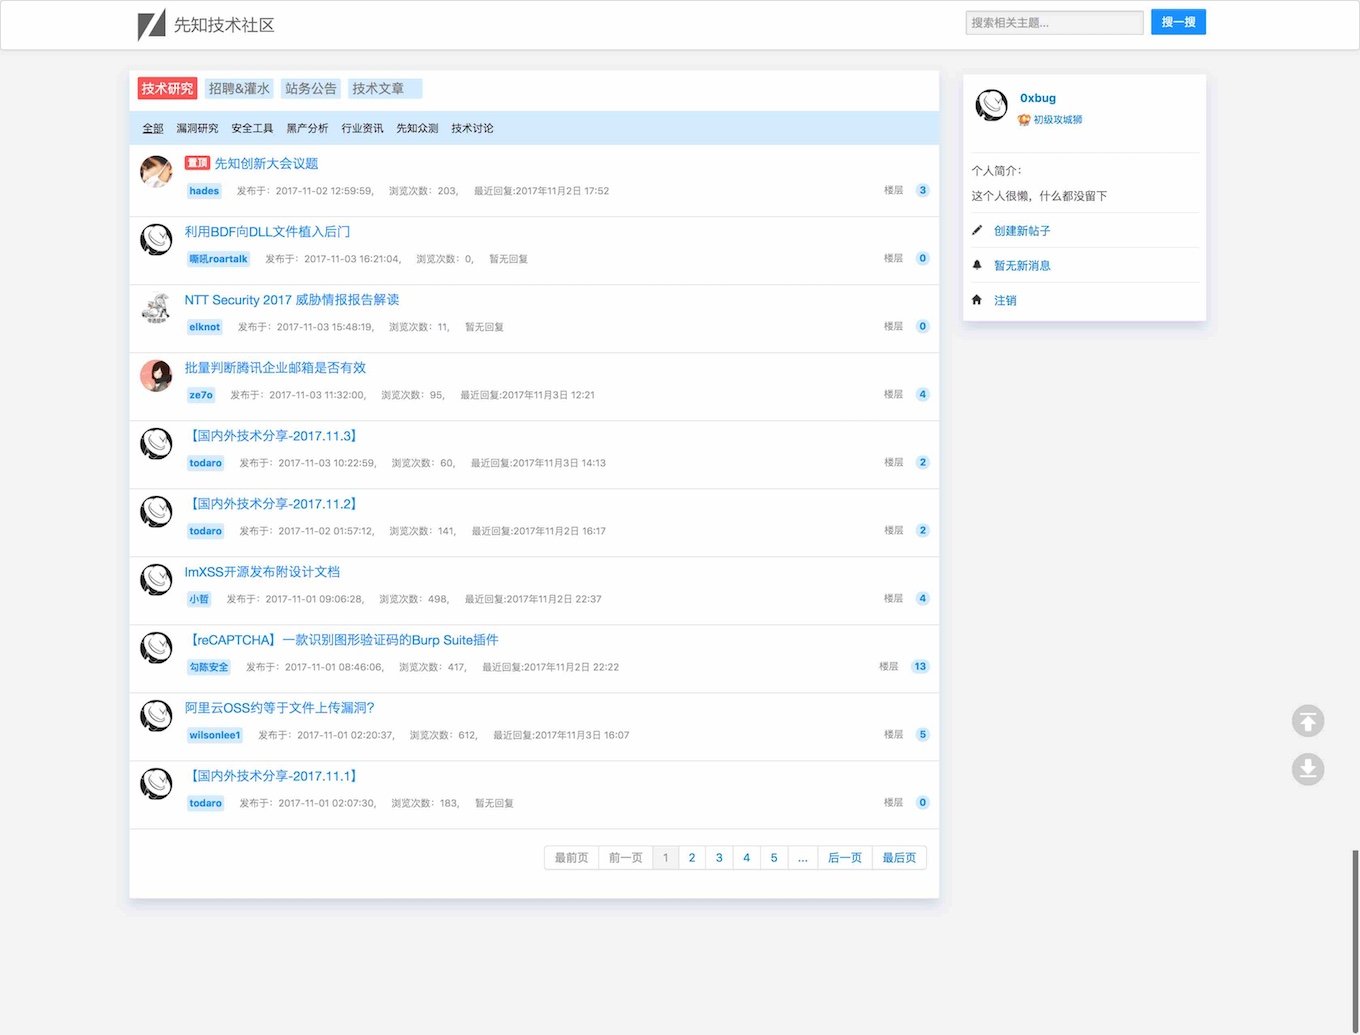 先知技术社区
搜索相关主题...
搜一搜
技术研究 招聘&灌水 站务公告 技术文章
全部 漏洞研究 安全工具 黑产分析 行业资讯 先知众测 技术讨论
置顶 先知创新大会议题
hades 发布于：2017-11-02 12:59:59, 浏览次数：203, 最近回复:2017年11月2日 17:52 楼层 3
利用BDF向DLL文件植入后门
嘶吼roartalk 发布于：2017-11-03 16:21:04, 浏览次数：0, 暂无回复 楼层 0
NTT Security 2017 威胁情报报告解读
elknot 发布于：2017-11-03 15:48:19, 浏览次数：11, 暂无回复 楼层 0
批量判断腾讯企业邮箱是否有效
ze7o 发布于：2017-11-03 11:32:00, 浏览次数：95, 最近回复:2017年11月3日 12:21 楼层 4
【国内外技术分享-2017.11.3】
todaro 发布于：2017-11-03 10:22:59, 浏览次数：60, 最近回复:2017年11月3日 14:13 楼层 2
【国内外技术分享-2017.11.2】
todaro 发布于：2017-11-02 01:57:12, 浏览次数：141, 最近回复:2017年11月2日 16:17 楼层 2
lmXSS开源发布附设计文档
小哲 发布于：2017-11-01 09:06:28, 浏览次数：498, 最近回复:2017年11月2日 22:37 楼层 4
【reCAPTCHA】一款识别图形验证码的Burp Suite插件
勾陈安全 发布于：2017-11-01 08:46:06, 浏览次数：417, 最近回复:2017年11月2日 22:22 楼层 13
阿里云OSS约等于文件上传漏洞?
wilsonlee1 发布于：2017-11-01 02:20:37, 浏览次数：612, 最近回复:2017年11月3日 16:07 楼层 5
【国内外技术分享-2017.11.1】
todaro 发布于：2017-11-01 02:07:30, 浏览次数：183, 暂无回复 楼层 0
最前页 前一页 1 2 3 4 5 ... 后一页 最后页
0xbug
初级攻城狮
个人简介：
这个人很懒，什么都没留下
创建新帖子
暂无新消息
注销